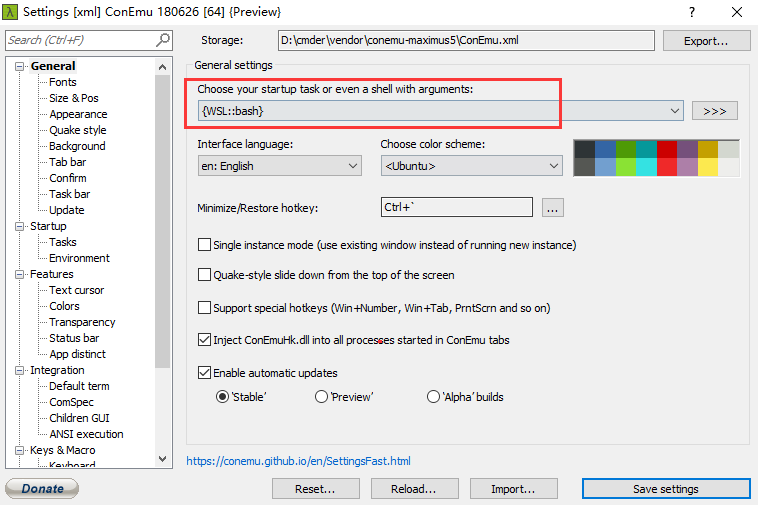 λ Settings [xml] ConEmu 180626 [64] {Preview} ?
Search (Ctrl+F)
Storage: D:\cmder\vendor\conemu-maximus5\ConEmu.xml Export...
General
Fonts
Size & Pos
Appearance
Quake style
Background
Tab bar
Confirm
Task bar
Update
Startup
Tasks
Environment
Features
Text cursor
Colors
Transparency
Status bar
App distinct
Integration
Default term
ComSpec
Children GUI
ANSI execution
Keys & Macro
Keyboard
General settings
Choose your startup task or even a shell with arguments:
{WSL::bash} >>>
Interface language: Choose color scheme:
en: English <Ubuntu>
Minimize/Restore hotkey: Ctrl+` ...
Single instance mode (use existing window instead of running new instance)
Quake-style slide down from the top of the screen
Support special hotkeys (Win+Number, Win+Tab, PrntScrn and so on)
Inject ConEmuHk.dll into all processes started in ConEmu tabs
Enable automatic updates
'Stable' 'Preview' 'Alpha' builds
https://conemu.github.io/en/SettingsFast.html
Donate Reset... Reload... Import... Save settings